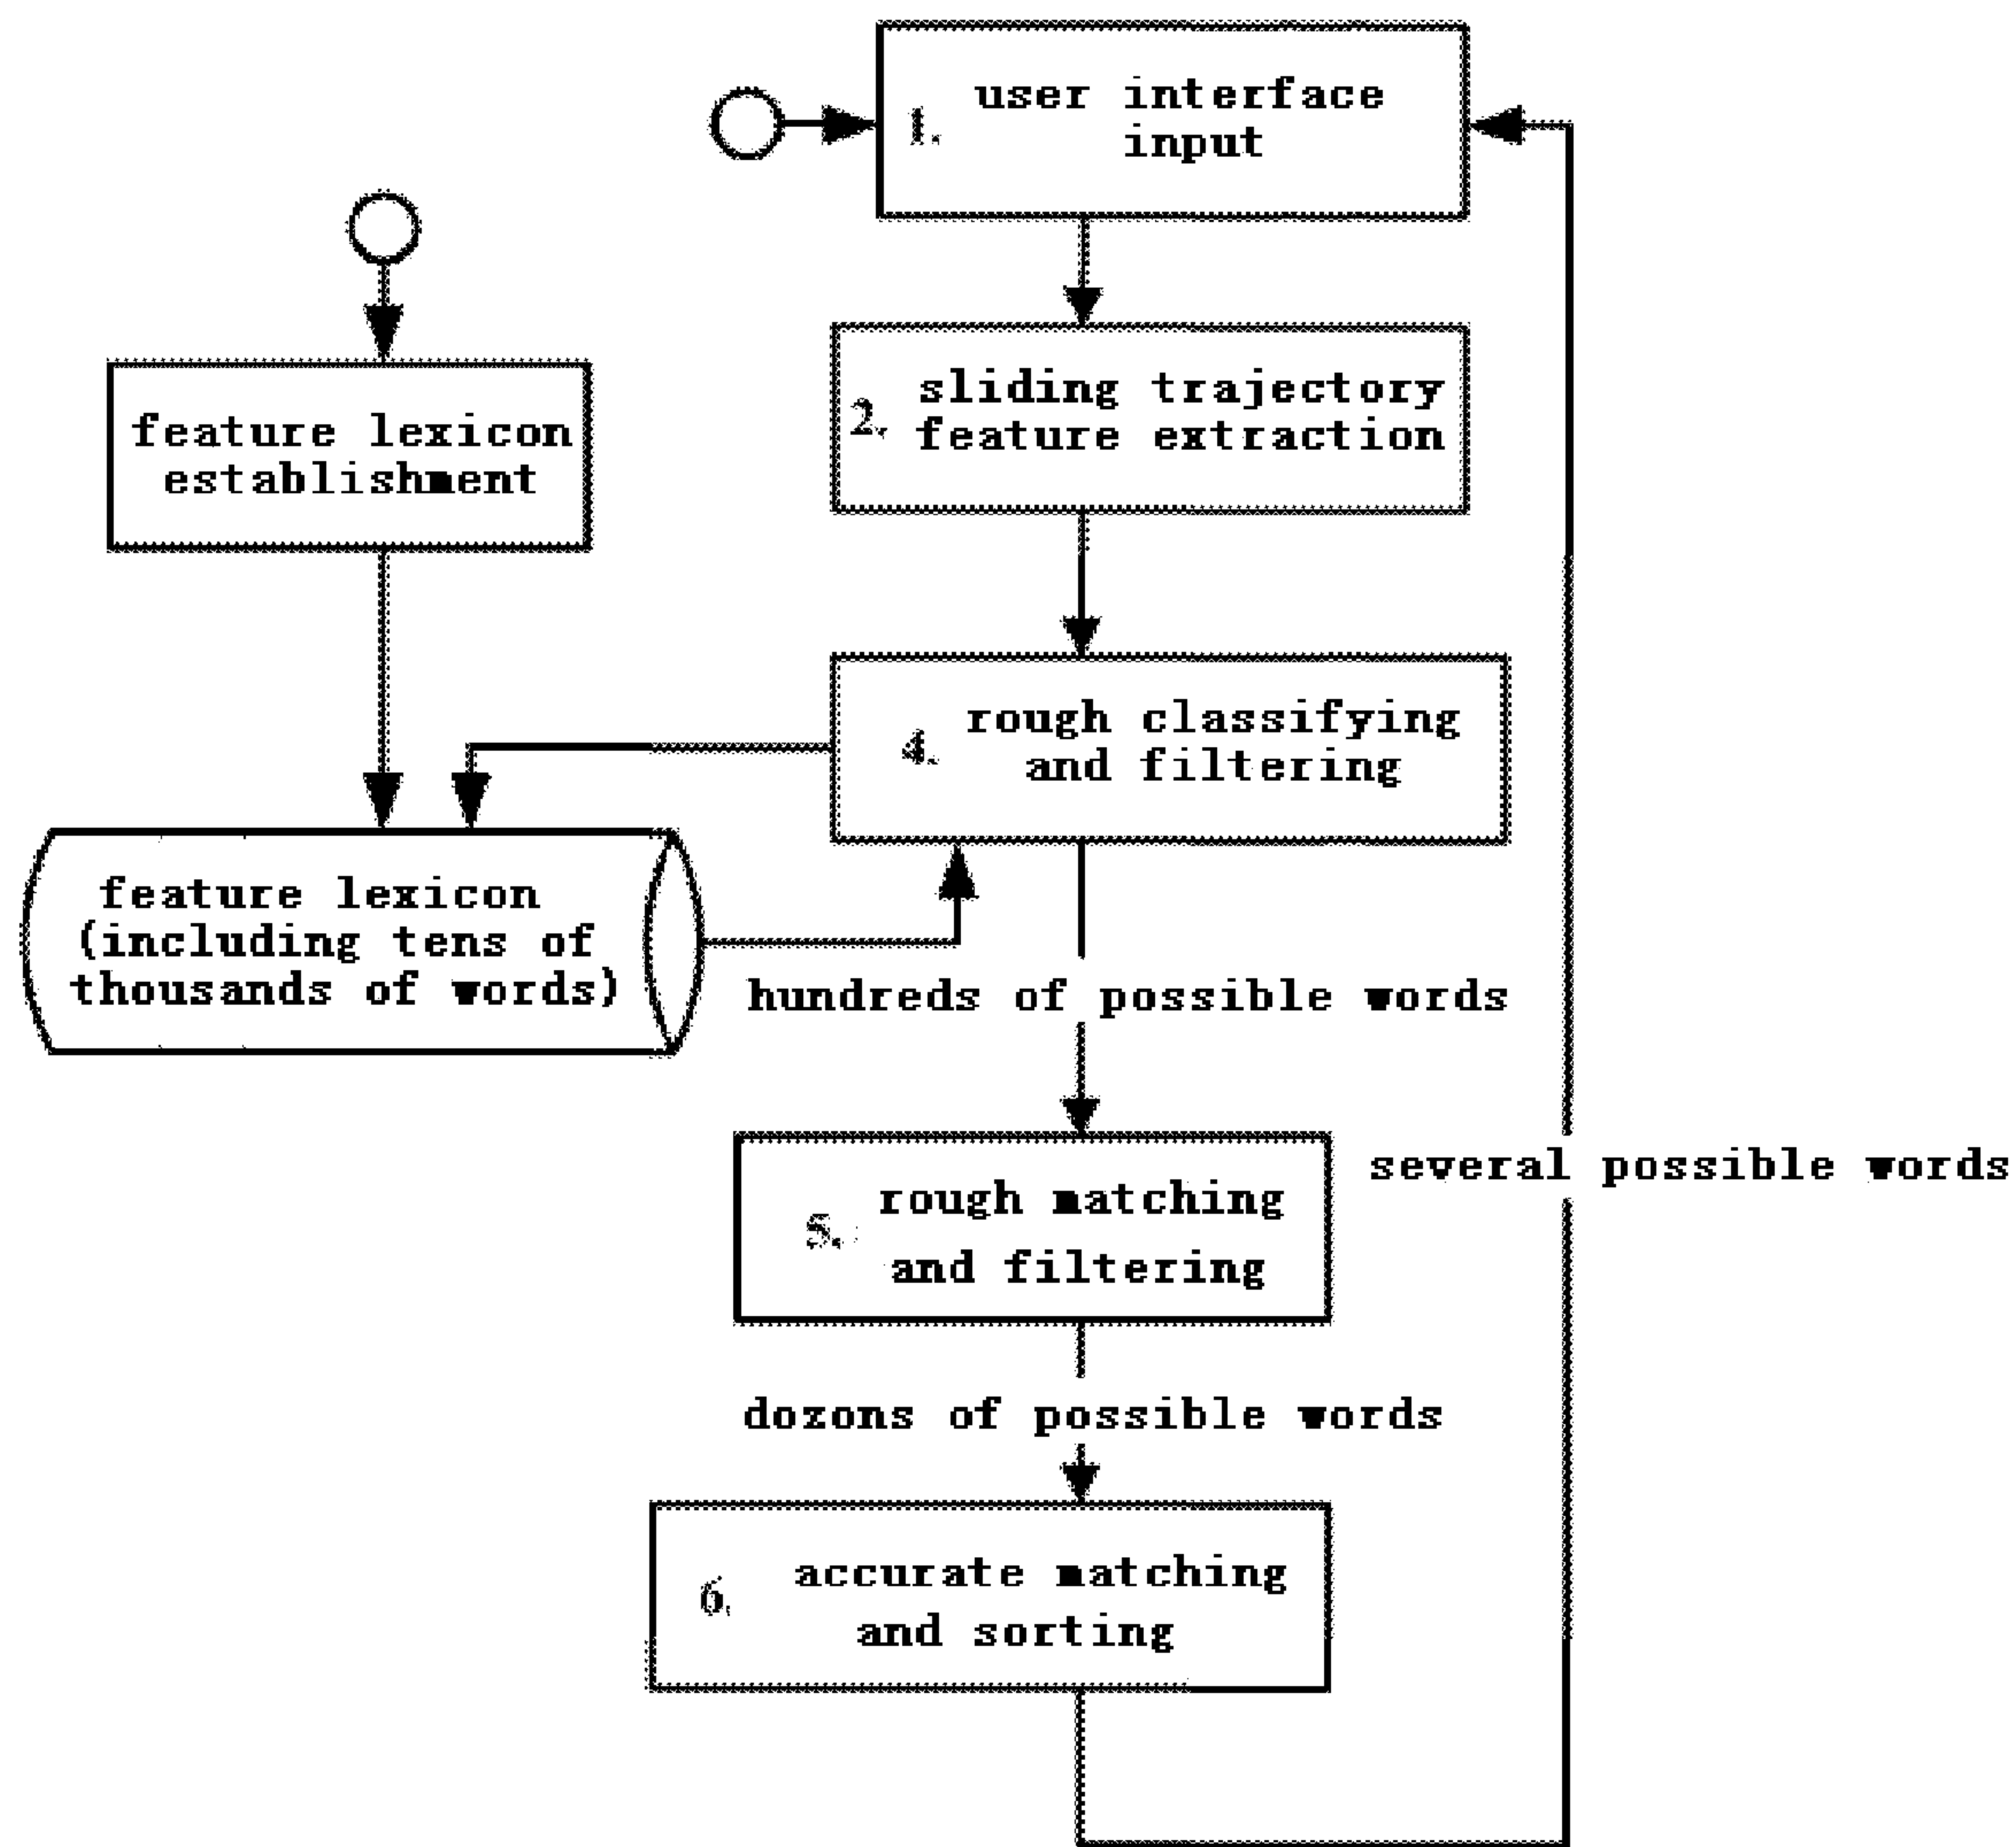 1. user interface
input
2. sliding trajectory
feature extraction
feature lexicon
establishment
4. rough classifying
and filtering
feature lexicon
(including tens of
thousands of words)
hundreds of possible words
several possible words
5. rough matching
and filtering
dozons of possible words
6. accurate matching
and sorting